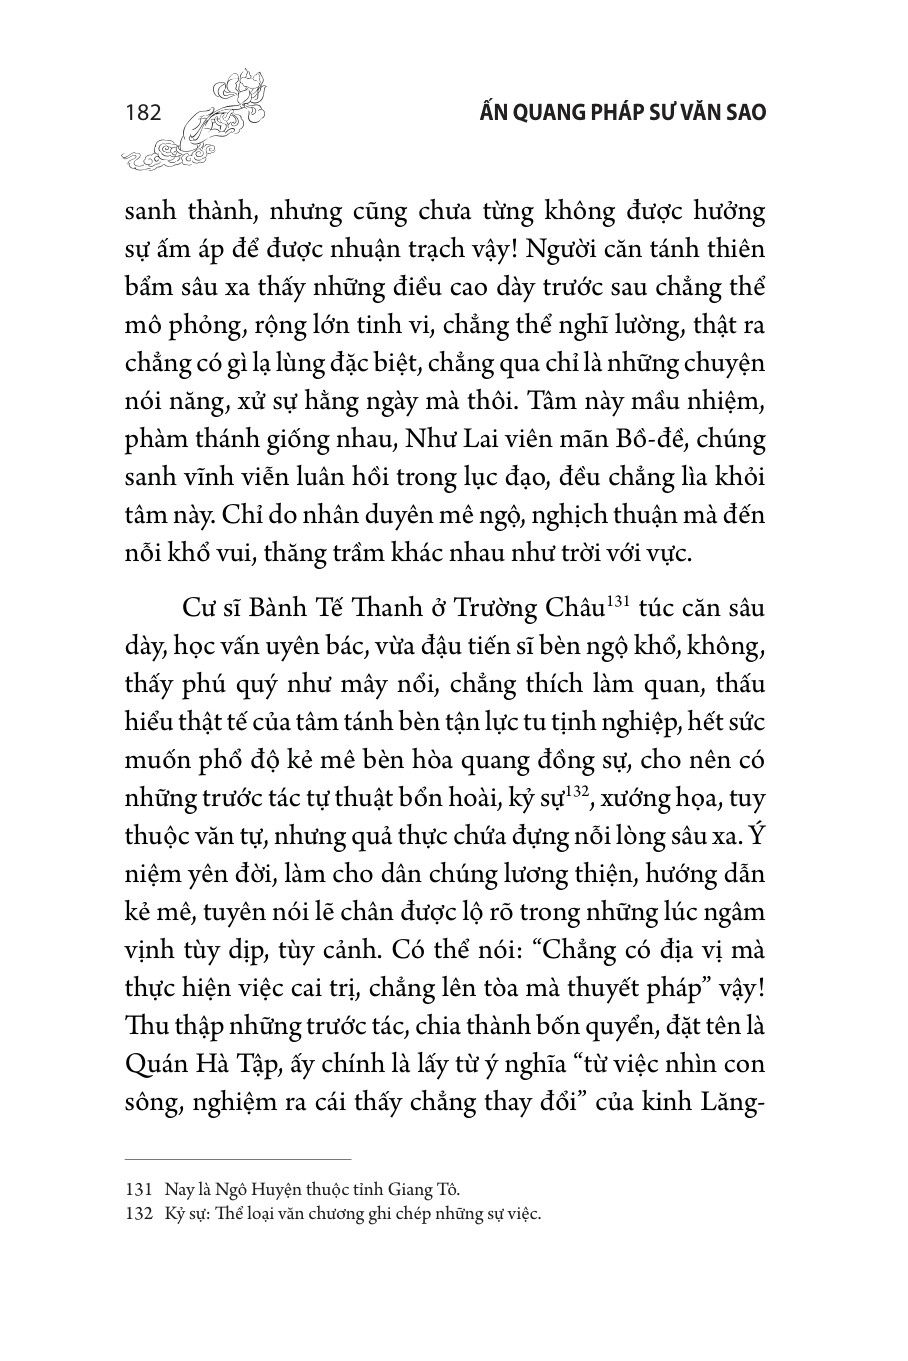 182
ẤN QUANG PHÁP SƯ VĂN SAO
sanh thành, nhưng cũng chưa từng không được hưởng
sự ấm áp để được nhuận trạch vậy! Người căn tánh thiên
bẩm sâu xa thấy những điều cao dày trước sau chẳng thể
mô phỏng, rộng lớn tinh vi, chẳng thể nghĩ lường, thật ra
chẳng có gì lạ lùng đặc biệt, chẳng qua chỉ là những chuyện
nói năng, xử sự hằng ngày mà thôi. Tâm này mầu nhiệm,
phàm thánh giống nhau, Như Lai viên mãn Bồ-đề, chúng
sanh vĩnh viễn luân hồi trong lục đạo, đều chẳng lìa khỏi
tâm này. Chỉ do nhân duyên mê ngộ, nghịch thuận mà đến
nỗi khổ vui, thăng trầm khác nhau như trời với vực.
Cư sĩ Bành Tế Thanh ở Trường Châu131 túc căn sâu
dày, học vấn uyên bác, vừa đậu tiến sĩ bèn ngộ khổ, không,
thấy phú quý như mây nổi, chẳng thích làm quan, thấu
hiểu thật tế của tâm tánh bèn tận lực tu tịnh nghiệp, hết sức
muốn phổ độ kẻ mê bèn hòa quang đồng sự, cho nên có
những trước tác tự thuật bổn hoài, kỷ sự132, xướng họa, tuy
thuộc văn tự, nhưng quả thực chứa đựng nỗi lòng sâu xa. Ý
niệm yên đời, làm cho dân chúng lương thiện, hướng dẫn
kẻ mê, tuyên nói lẽ chân được lộ rõ trong những lúc ngâm
vịnh tùy dịp, tùy cảnh. Có thể nói: “Chẳng có địa vị mà
thực hiện việc cai trị, chẳng lên tòa mà thuyết pháp” vậy!
Thu thập những trước tác, chia thành bốn quyển, đặt tên là
Quán Hà Tập, ấy chính là lấy từ ý nghĩa “từ việc nhìn con
sông, nghiệm ra cái thấy chẳng thay đổi” của kinh Lăng-
131 Nay là Ngô Huyện thuộc tỉnh Giang Tô.
132 Kỷ sự: Thể loại văn chương ghi chép những sự việc.